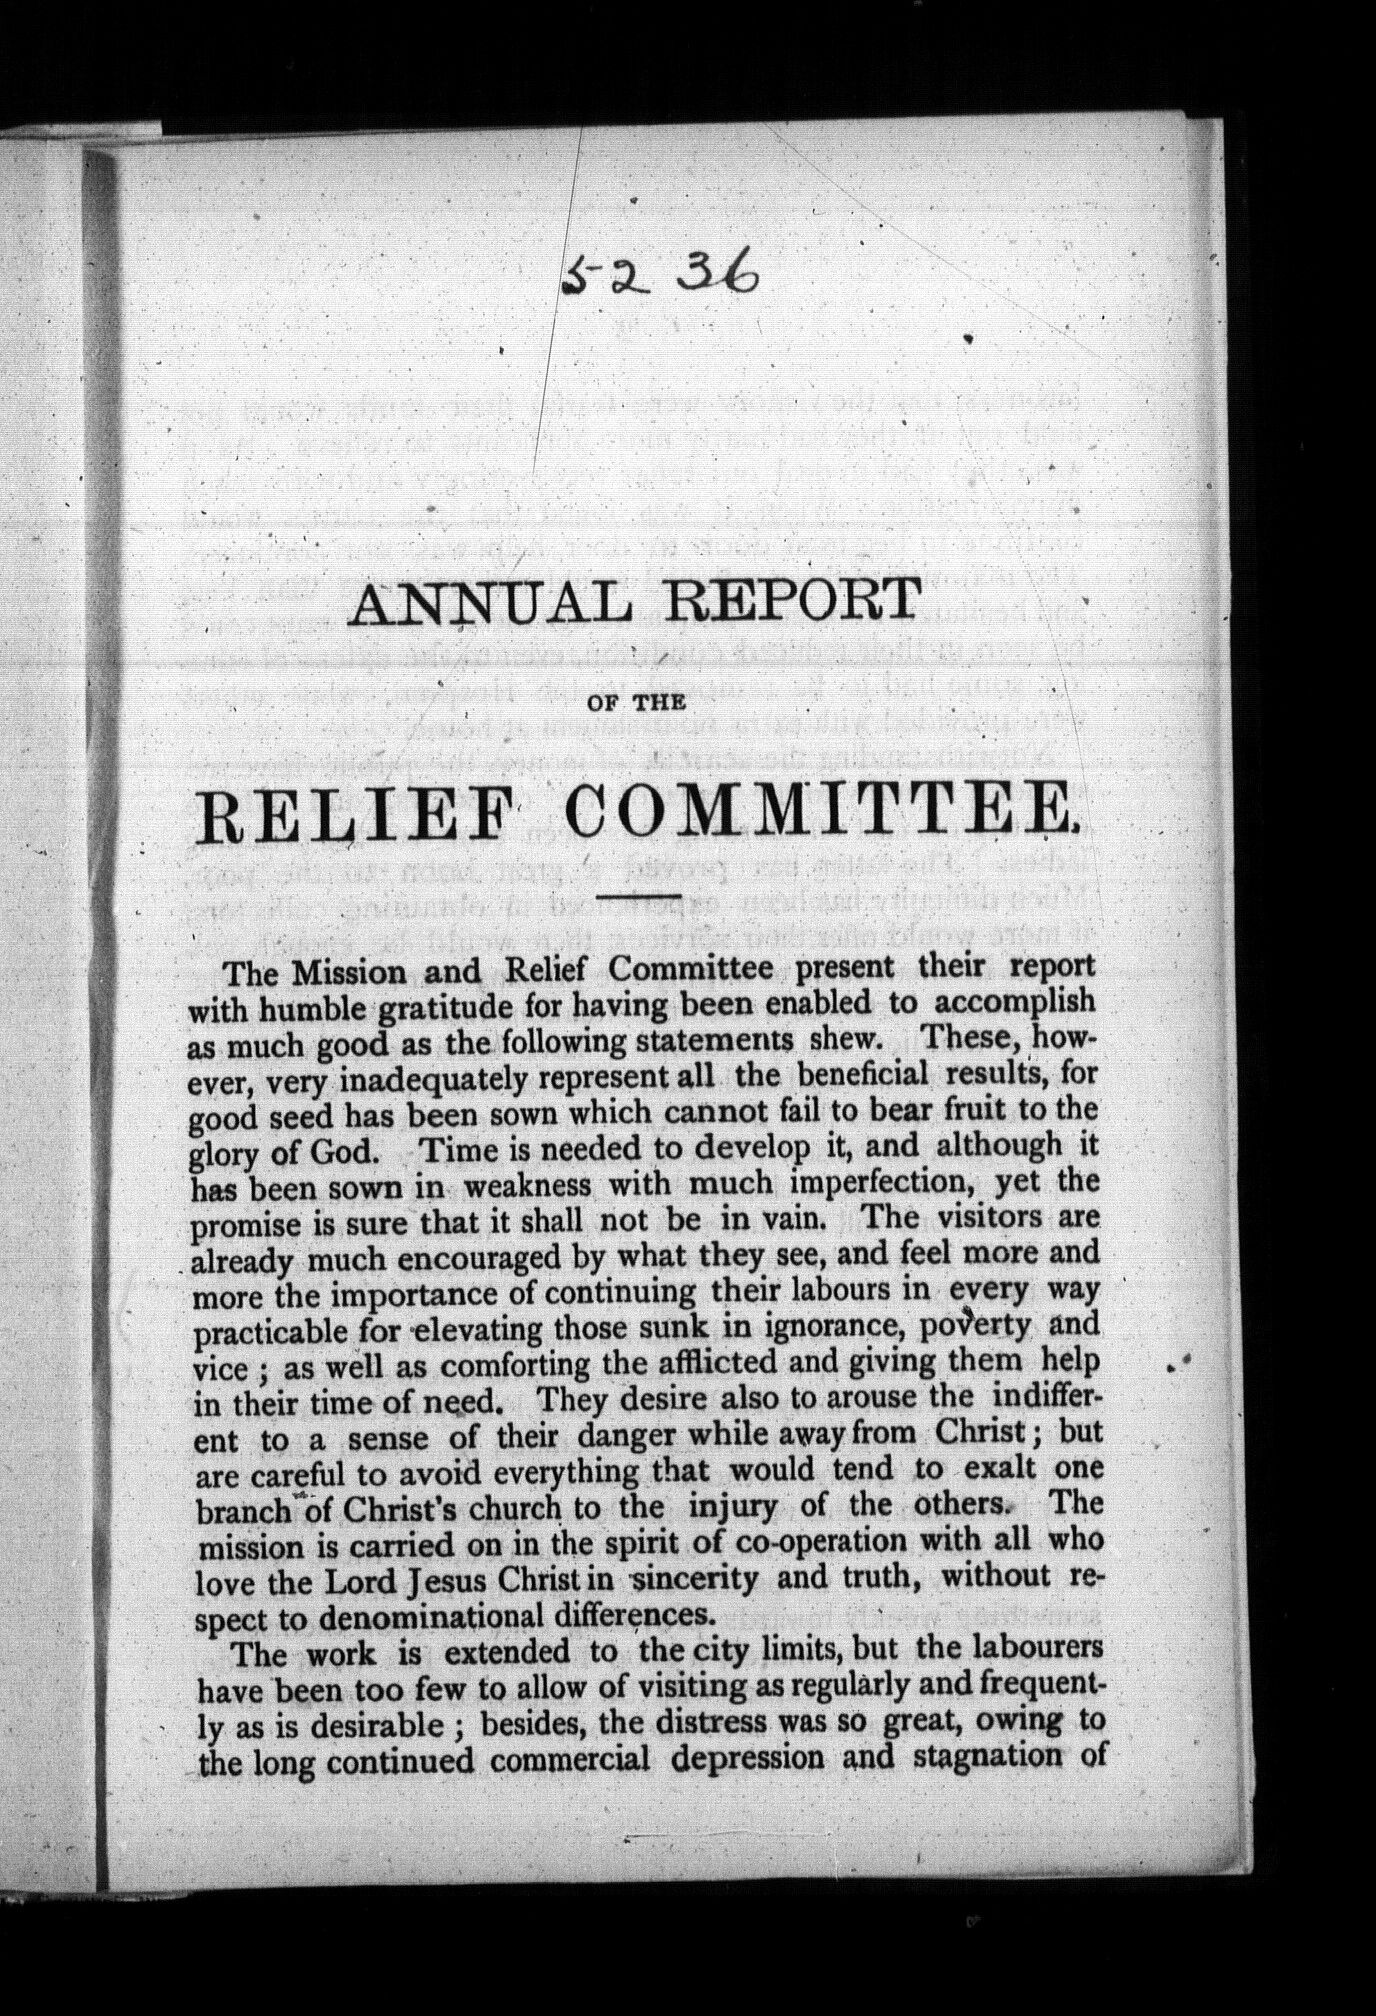 52 36
ANNUAL REPORT
OF THE
RELIEF COMMITTEE.
The Mission and Relief Committee present their report
with humble gratitude for having been enabled to accomplish
as much good as the following statements shew. These, how-
ever, very inadequately represent all the beneficial results, for
good seed has been sown which cannot fail to bear fruit to the
glory of God. Time is needed to develop it, and although it
has been sown in weakness with much imperfection, yet the
promise is sure that it shall not be in vain. The visitors are
already much encouraged by what they see, and feel more and
more the importance of continuing their labours in every way
practicable for elevating those sunk in ignorance, poverty and
vice ; as well as comforting the afflicted and giving them help
in their time of need. They desire also to arouse the indiffer-
ent to a sense of their danger while away from Christ ; but
are careful to avoid everything that would tend to exalt one
branch of Christ's church to the injury of the others. The
mission is carried on in the spirit of co-operation with all who
love the Lord Jesus Christ in sincerity and truth, without re-
spect to denominational differences.
The work is extended to the city limits, but the labourers
have been too few to allow of visiting as regularly and frequent-
ly as is desirable ; besides, the distress was so great, owing to
the long continued commercial depression and stagnation of